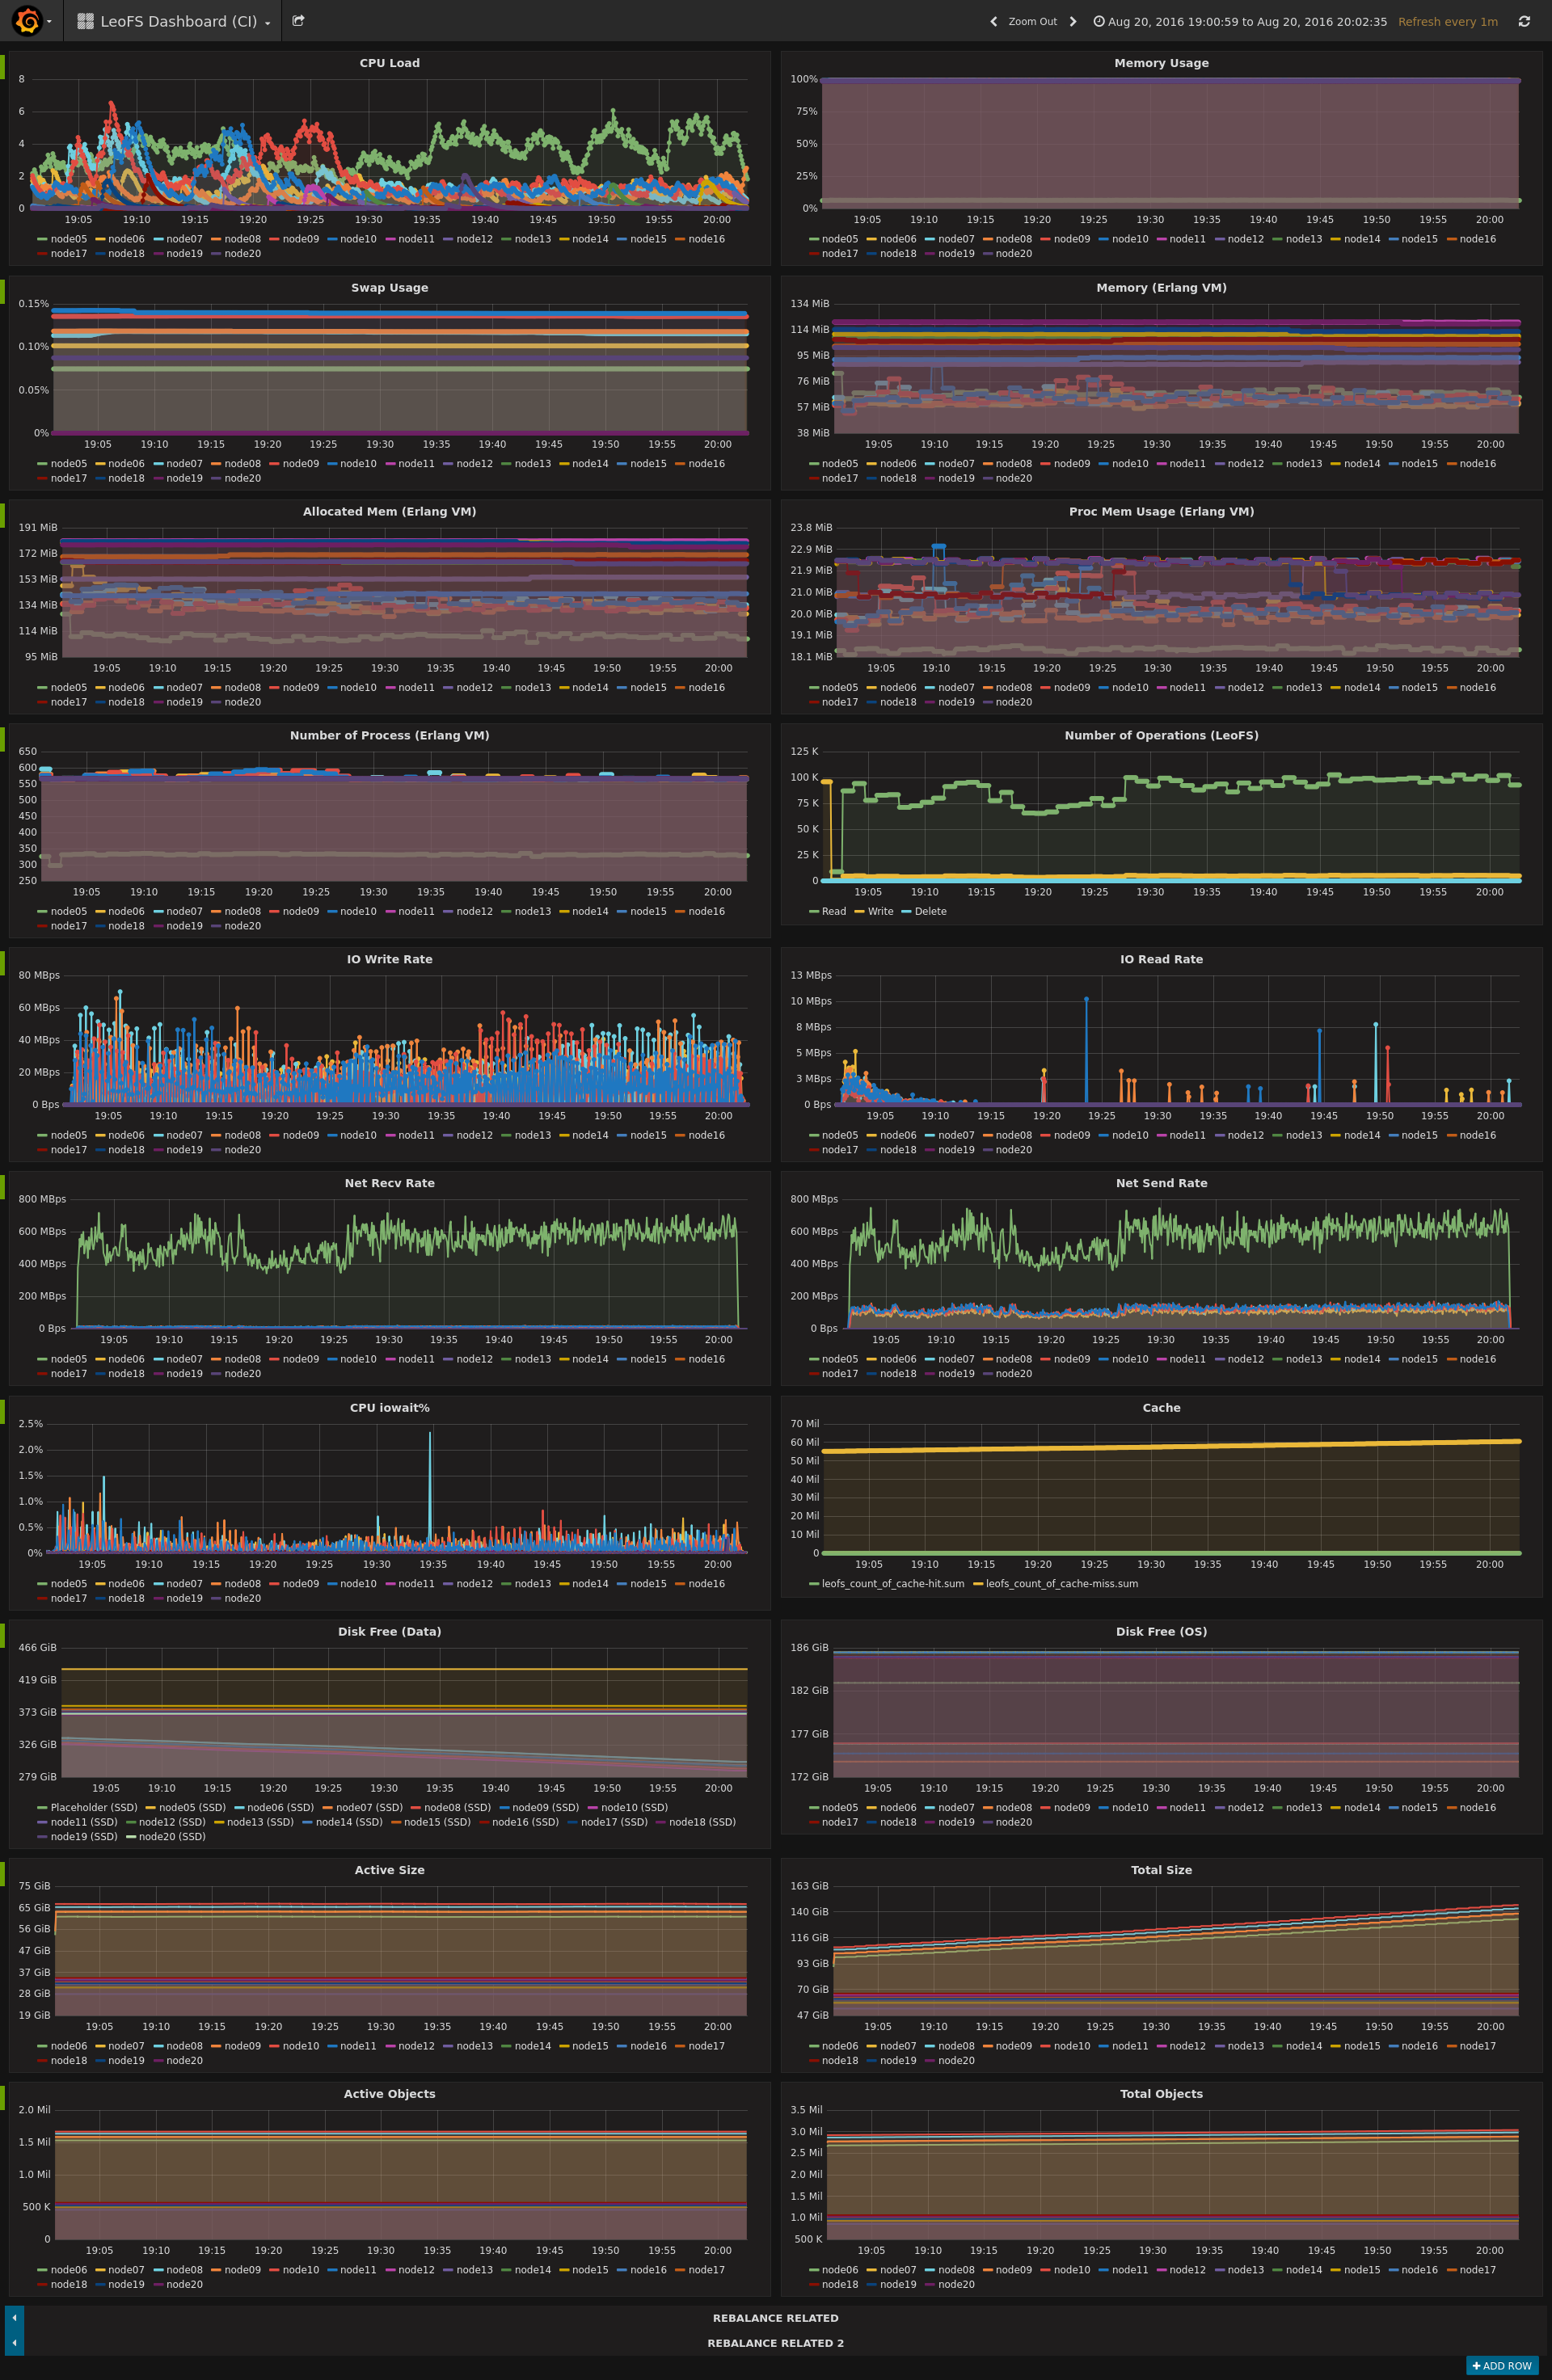 LeoFS Dashboard (CI) Zoom Out Aug 20, 2016 19:00:59 to Aug 20, 2016 20:02:35 Refresh every 1m
CPU Load
8
6
4
2
0
19:05 19:10 19:15 19:20 19:25 19:30 19:35 19:40 19:45 19:50 19:55 20:00
node05 node06 node07 node08 node09 node10 node11 node12 node13 node14 node15 node16
node17 node18 node19 node20
Memory Usage
100%
75%
50%
25%
0%
19:05 19:10 19:15 19:20 19:25 19:30 19:35 19:40 19:45 19:50 19:55 20:00
node05 node06 node07 node08 node09 node10 node11 node12 node13 node14 node15 node16
node17 node18 node19 node20
Swap Usage
0.15%
0.10%
0.05%
0%
19:05 19:10 19:15 19:20 19:25 19:30 19:35 19:40 19:45 19:50 19:55 20:00
node05 node06 node07 node08 node09 node10 node11 node12 node13 node14 node15 node16
node17 node18 node19 node20
Memory (Erlang VM)
134 MiB
114 MiB
95 MiB
76 MiB
57 MiB
38 MiB
19:05 19:10 19:15 19:20 19:25 19:30 19:35 19:40 19:45 19:50 19:55 20:00
node05 node06 node07 node08 node09 node10 node11 node12 node13 node14 node15 node16
node17 node18 node19 node20
Allocated Mem (Erlang VM)
191 MiB
172 MiB
153 MiB
134 MiB
114 MiB
95 MiB
19:05 19:10 19:15 19:20 19:25 19:30 19:35 19:40 19:45 19:50 19:55 20:00
node05 node06 node07 node08 node09 node10 node11 node12 node13 node14 node15 node16
node17 node18 node19 node20
Proc Mem Usage (Erlang VM)
23.8 MiB
22.9 MiB
21.9 MiB
21.0 MiB
20.0 MiB
19.1 MiB
18.1 MiB
19:05 19:10 19:15 19:20 19:25 19:30 19:35 19:40 19:45 19:50 19:55 20:00
node05 node06 node07 node08 node09 node10 node11 node12 node13 node14 node15 node16
node17 node18 node19 node20
Number of Process (Erlang VM)
650
600
550
500
450
400
350
300
250
19:05 19:10 19:15 19:20 19:25 19:30 19:35 19:40 19:45 19:50 19:55 20:00
node05 node06 node07 node08 node09 node10 node11 node12 node13 node14 node15 node16
node17 node18 node19 node20
Number of Operations (LeoFS)
125 K
100 K
75 K
50 K
25 K
0
19:05 19:10 19:15 19:20 19:25 19:30 19:35 19:40 19:45 19:50 19:55 20:00
Read Write Delete
IO Write Rate
80 MBps
60 MBps
40 MBps
20 MBps
0 Bps
19:05 19:10 19:15 19:20 19:25 19:30 19:35 19:40 19:45 19:50 19:55 20:00
node05 node06 node07 node08 node09 node10 node11 node12 node13 node14 node15 node16
node17 node18 node19 node20
IO Read Rate
13 MBps
10 MBps
8 MBps
5 MBps
3 MBps
0 Bps
19:05 19:10 19:15 19:20 19:25 19:30 19:35 19:40 19:45 19:50 19:55 20:00
node05 node06 node07 node08 node09 node10 node11 node12 node13 node14 node15 node16
node17 node18 node19 node20
Net Recv Rate
800 MBps
600 MBps
400 MBps
200 MBps
0 Bps
19:05 19:10 19:15 19:20 19:25 19:30 19:35 19:40 19:45 19:50 19:55 20:00
node05 node06 node07 node08 node09 node10 node11 node12 node13 node14 node15 node16
node17 node18 node19 node20
Net Send Rate
800 MBps
600 MBps
400 MBps
200 MBps
0 Bps
19:05 19:10 19:15 19:20 19:25 19:30 19:35 19:40 19:45 19:50 19:55 20:00
node05 node06 node07 node08 node09 node10 node11 node12 node13 node14 node15 node16
node17 node18 node19 node20
CPU iowait%
2.5%
2.0%
1.5%
1.0%
0.5%
0%
19:05 19:10 19:15 19:20 19:25 19:30 19:35 19:40 19:45 19:50 19:55 20:00
node05 node06 node07 node08 node09 node10 node11 node12 node13 node14 node15 node16
node17 node18 node19 node20
Cache
70 Mil
60 Mil
50 Mil
40 Mil
30 Mil
20 Mil
10 Mil
0
19:05 19:10 19:15 19:20 19:25 19:30 19:35 19:40 19:45 19:50 19:55 20:00
leofs_count_of_cache-hit.sum leofs_count_of_cache-miss.sum
Disk Free (Data)
466 GiB
419 GiB
373 GiB
326 GiB
279 GiB
19:05 19:10 19:15 19:20 19:25 19:30 19:35 19:40 19:45 19:50 19:55 20:00
Placeholder (SSD) node05 (SSD) node06 (SSD) node07 (SSD) node08 (SSD) node09 (SSD) node10 (SSD)
node11 (SSD) node12 (SSD) node13 (SSD) node14 (SSD) node15 (SSD) node16 (SSD) node17 (SSD) node18 (SSD)
node19 (SSD) node20 (SSD)
Disk Free (OS)
186 GiB
182 GiB
177 GiB
172 GiB
19:05 19:10 19:15 19:20 19:25 19:30 19:35 19:40 19:45 19:50 19:55 20:00
node05 node06 node07 node08 node09 node10 node11 node12 node13 node14 node15 node16
node17 node18 node19 node20
Active Size
75 GiB
65 GiB
56 GiB
47 GiB
37 GiB
28 GiB
19 GiB
19:05 19:10 19:15 19:20 19:25 19:30 19:35 19:40 19:45 19:50 19:55 20:00
node06 node07 node08 node09 node10 node11 node12 node13 node14 node15 node16 node17
node18 node19 node20
Total Size
163 GiB
140 GiB
116 GiB
93 GiB
70 GiB
47 GiB
19:05 19:10 19:15 19:20 19:25 19:30 19:35 19:40 19:45 19:50 19:55 20:00
node06 node07 node08 node09 node10 node11 node12 node13 node14 node15 node16 node17
node18 node19 node20
Active Objects
2.0 Mil
1.5 Mil
1.0 Mil
500 K
0
19:05 19:10 19:15 19:20 19:25 19:30 19:35 19:40 19:45 19:50 19:55 20:00
node06 node07 node08 node09 node10 node11 node12 node13 node14 node15 node16 node17
node18 node19 node20
Total Objects
3.5 Mil
3.0 Mil
2.5 Mil
2.0 Mil
1.5 Mil
1.0 Mil
500 K
19:05 19:10 19:15 19:20 19:25 19:30 19:35 19:40 19:45 19:50 19:55 20:00
node06 node07 node08 node09 node10 node11 node12 node13 node14 node15 node16 node17
node18 node19 node20
REBALANCE RELATED
REBALANCE RELATED 2
+ ADD ROW